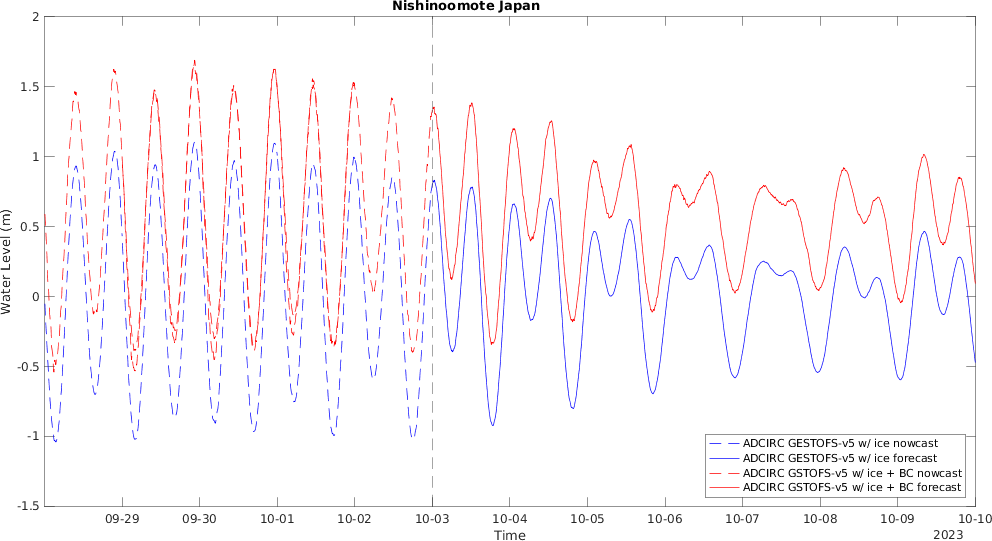 Nishinoomote Japan
2
1.5
1
0.5
0
-0.5
-1
-1.5
Water Level (m)
09-29 09-30 10-01 10-02 10-03 10-04 10-05 10-06 10-07 10-08 10-09 10-10
Time
2023
ADCIRC GESTOFS-v5 w/ ice nowcast
ADCIRC GESTOFS-v5 w/ ice forecast
ADCIRC GSTOFS-v5 w/ ice + BC nowcast
ADCIRC GSTOFS-v5 w/ ice + BC forecast